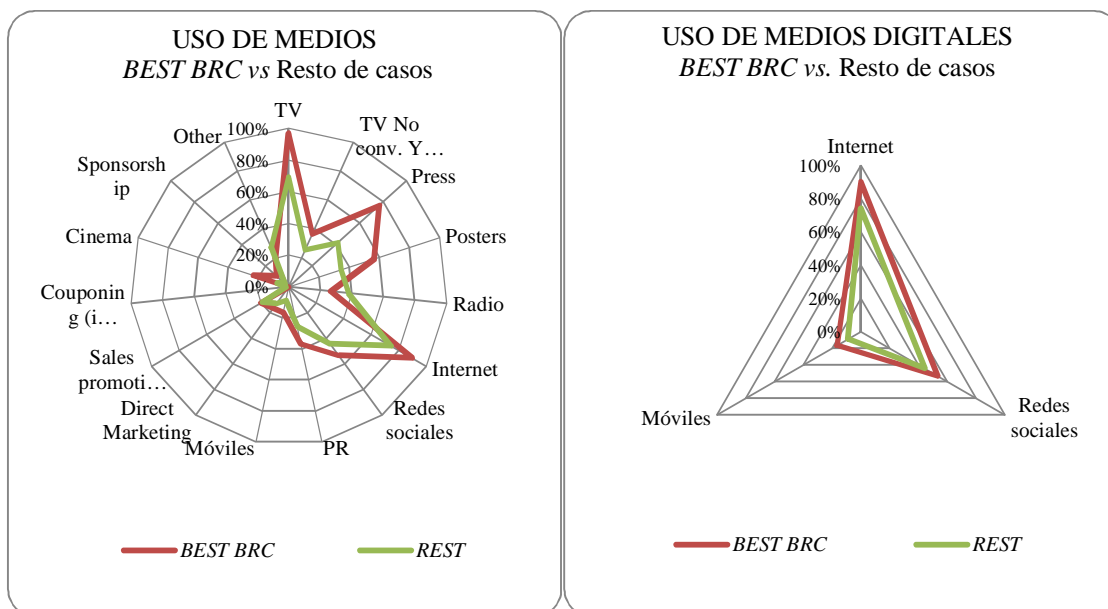 USO DE MEDIOS
BEST BRC vs Resto de casos
TV
TV No
conv. Y…
Press
Posters
Radio
Internet
Redes
sociales
PR
Móviles
Direct
Marketing
Sales
promoti…
Couponin
g (i…
Cinema
Sponsorsh
ip
Other
100%
80%
60%
40%
20%
0%
BEST BRC
REST
USO DE MEDIOS DIGITALES
BEST BRC vs. Resto de casos
Internet
100%
80%
60%
40%
20%
0%
Móviles
Redes
sociales
BEST BRC
REST